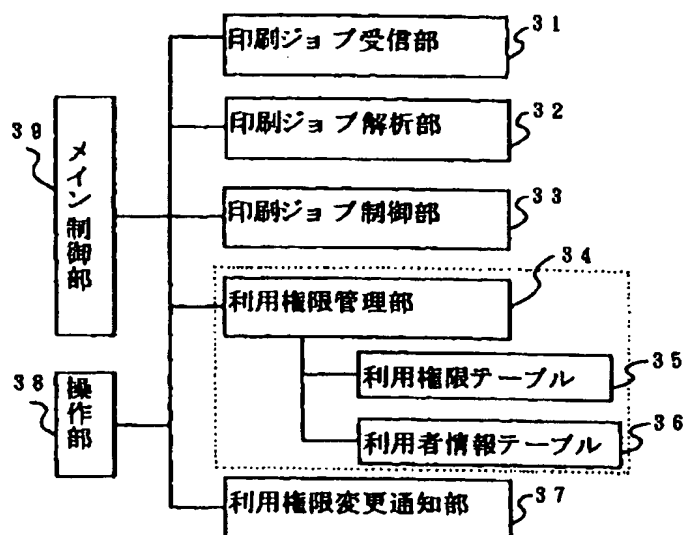 印刷ジョブ受信部
31
印刷ジョブ解析部
32
39
メイン制御部
印刷ジョブ制御部
33
利用権限管理部
34
利用権限テーブル
35
38
操作部
利用者情報テーブル
36
利用権限変更通知部
37